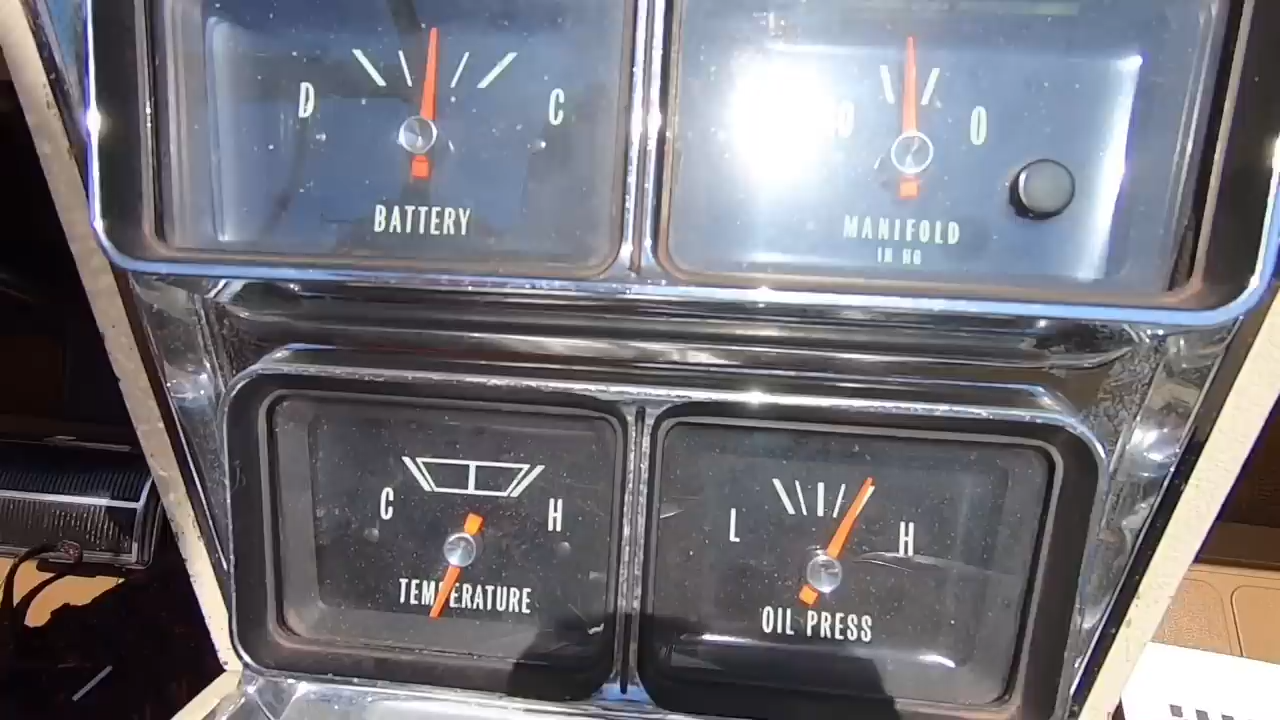 D
C
BATTERY
0
MANIFOLD
IN HG
C
H
TEMPERATURE
L
H
OIL PRESS